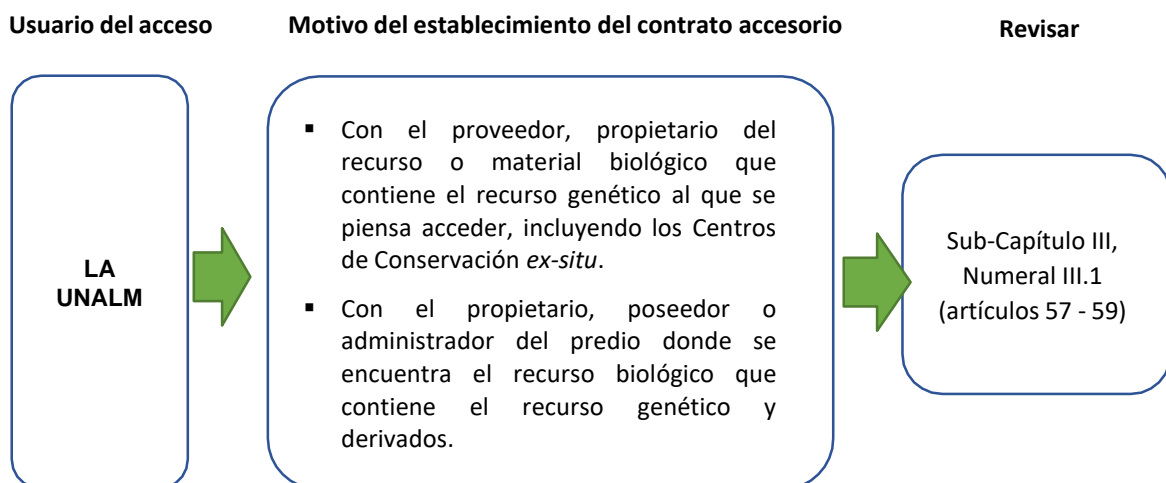 Usuario del acceso
Motivo del establecimiento del contrato accesorio
Revisar
LA
UNALM
▪ Con el proveedor, propietario del
recurso o material biológico que
contiene el recurso genético al que se
piensa acceder, incluyendo los Centros
de Conservación ex-situ.
▪ Con el propietario, poseedor o
administrador del predio donde se
encuentra el recurso biológico que
contiene el recurso genético y
derivados.
Sub-Capítulo III,
Numeral III.1
(artículos 57 - 59)